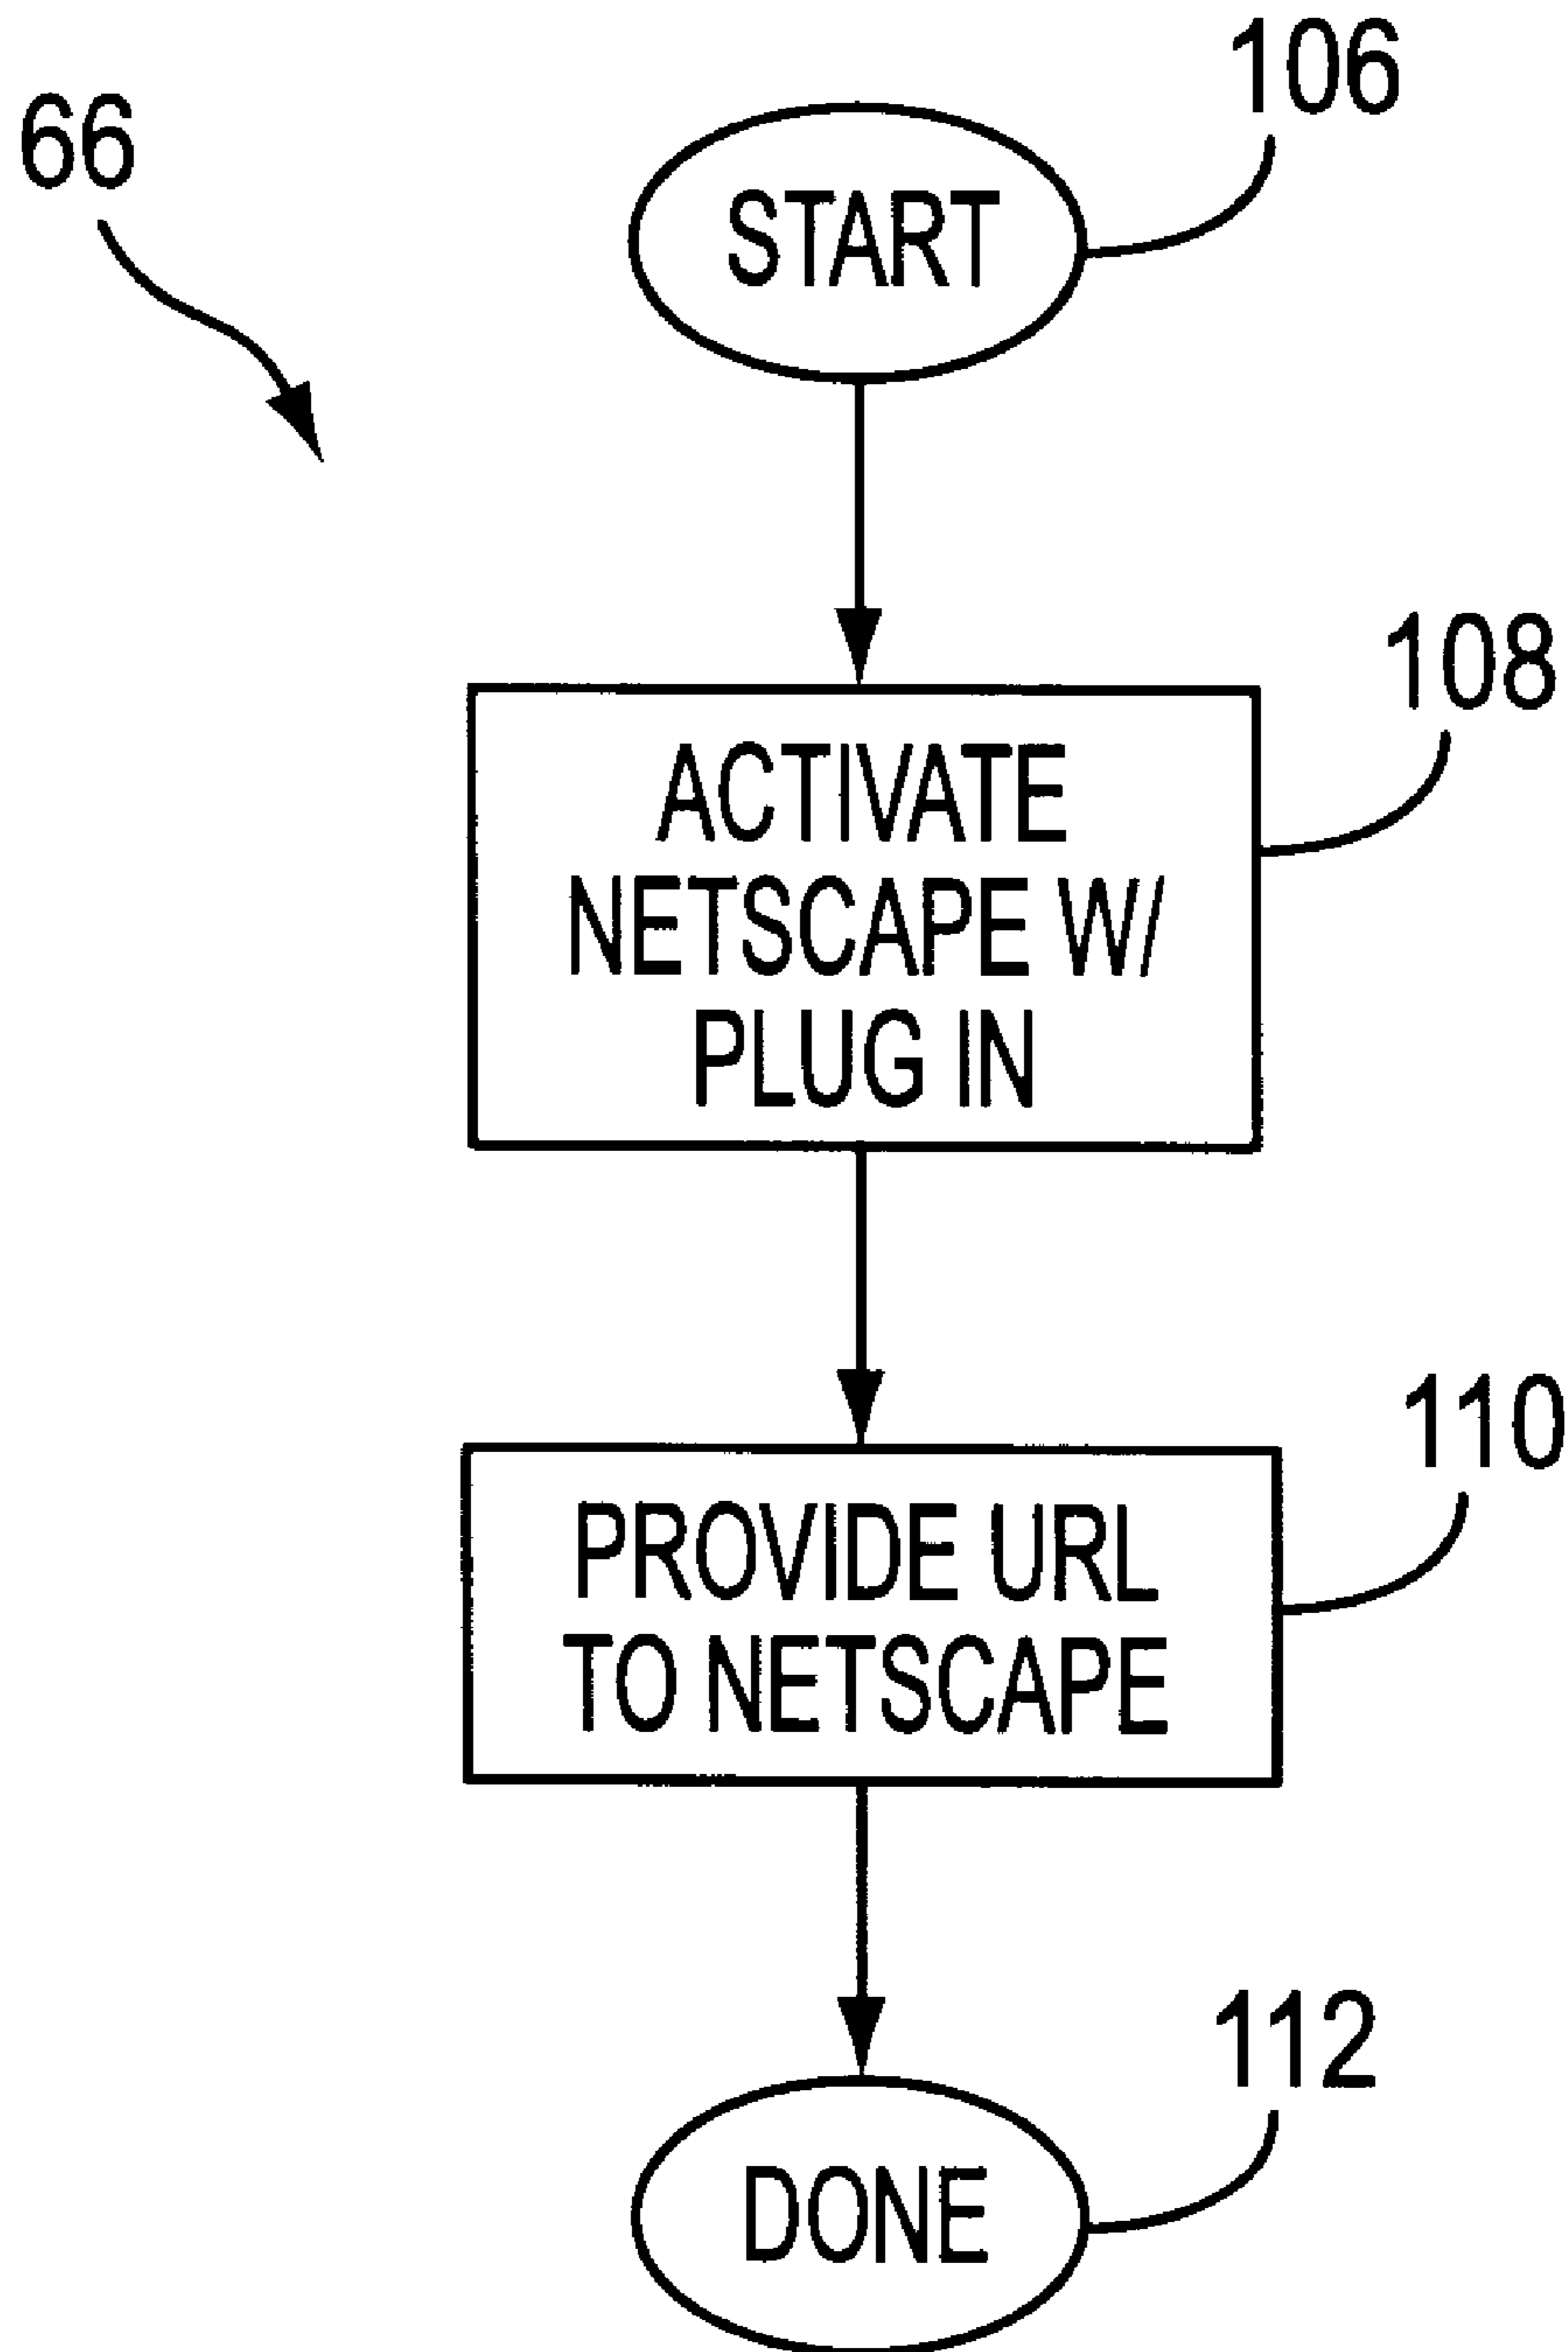 106
66
START
108
ACTIVATE
NETSCAPE W/
PLUG IN
110
PROVIDE URL
TO NETSCAPE
112
DONE